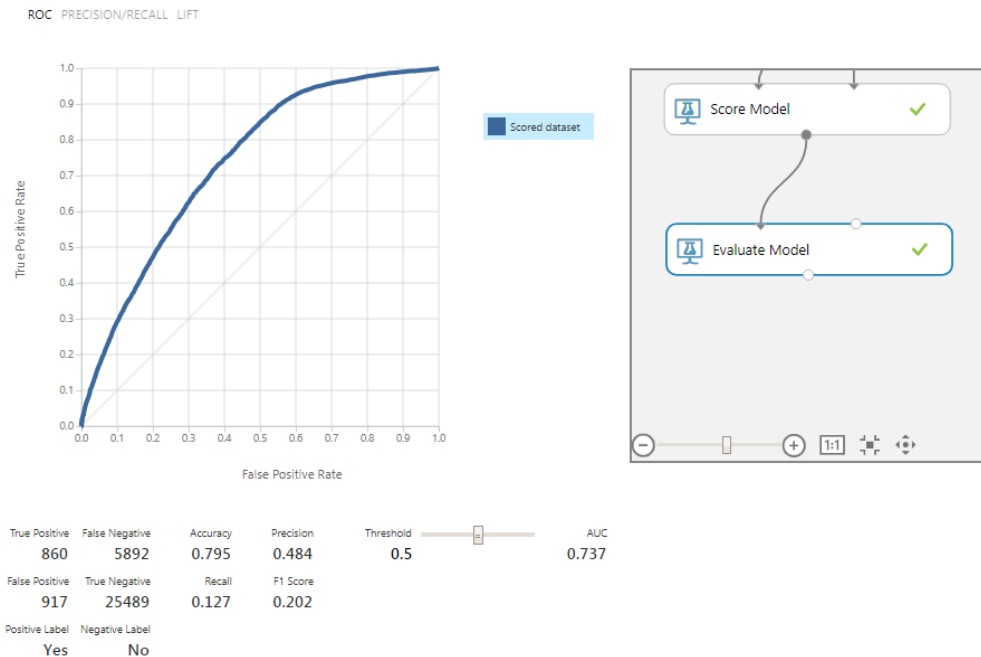 ROC PRECISION/RECALL LIFT
1.0
0.9
0.8
0.7
0.6
0.5
0.4
0.3
0.2
0.1
0.0
True Positive Rate
0.0 0.1 0.2 0.3 0.4 0.5 0.6 0.7 0.8 0.9 1.0
False Positive Rate
Scored dataset
Score Model
Evaluate Model
1:1
True Positive False Negative Accuracy Precision Threshold AUC
860 5892 0.795 0.484 0.5 0.737
False Positive True Negative Recall F1 Score
917 25489 0.127 0.202
Positive Label Negative Label
Yes No